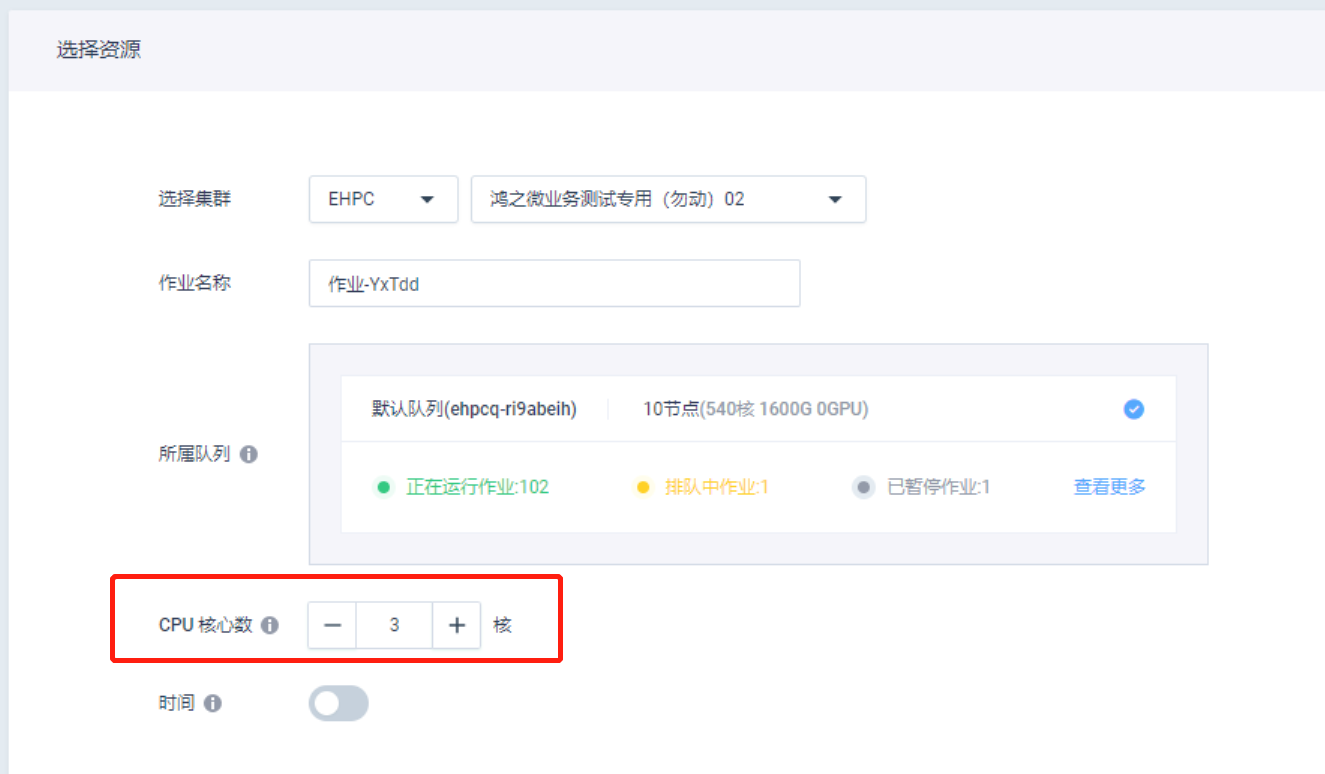 选择资源
选择集群 EHPC 鸿之微业务测试专用（勿动）02
作业名称 作业-YxTdd
默认队列(ehpcq-ri9abeih) 10节点(540核 1600G 0GPU)
所属队列
正在运行作业:102 排队中作业:1 已暂停作业:1 查看更多
CPU 核心数 3 核
时间